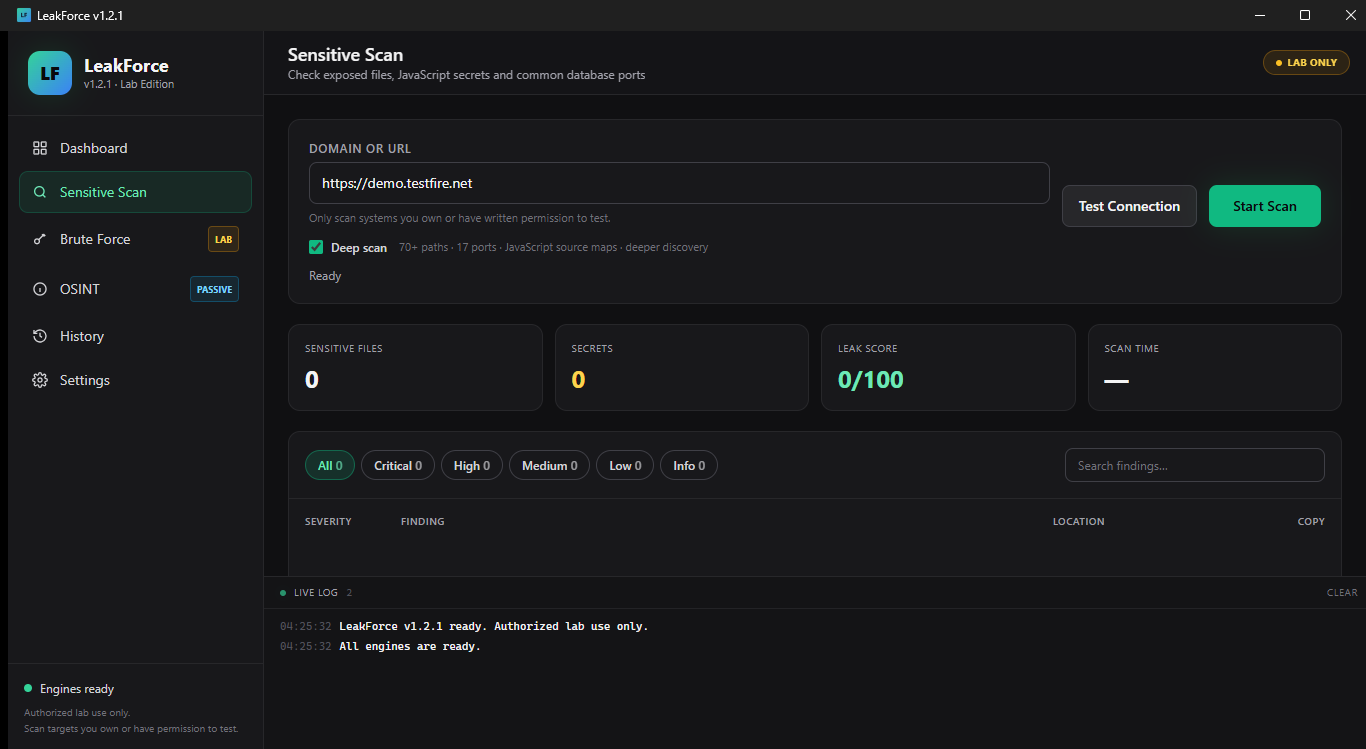 LF LeakForce v1.2.1
LF
LeakForce
v1.2.1 · Lab Edition
Dashboard
Sensitive Scan
Brute Force LAB
OSINT PASSIVE
History
Settings
Engines ready
Authorized lab use only.
Scan targets you own or have permission to test.
Sensitive Scan
Check exposed files, JavaScript secrets and common database ports
LAB ONLY
DOMAIN OR URL
https://demo.testfire.net
Test Connection
Start Scan
Only scan systems you own or have written permission to test.
Deep scan 70+ paths · 17 ports · JavaScript source maps · deeper discovery
Ready
SENSITIVE FILES
0
SECRETS
0
LEAK SCORE
0/100
SCAN TIME
—
All 0 Critical 0 High 0 Medium 0 Low 0 Info 0
Search findings...
SEVERITY FINDING LOCATION COPY
LIVE LOG 2 CLEAR
04:25:32 LeakForce v1.2.1 ready. Authorized lab use only.
04:25:32 All engines are ready.